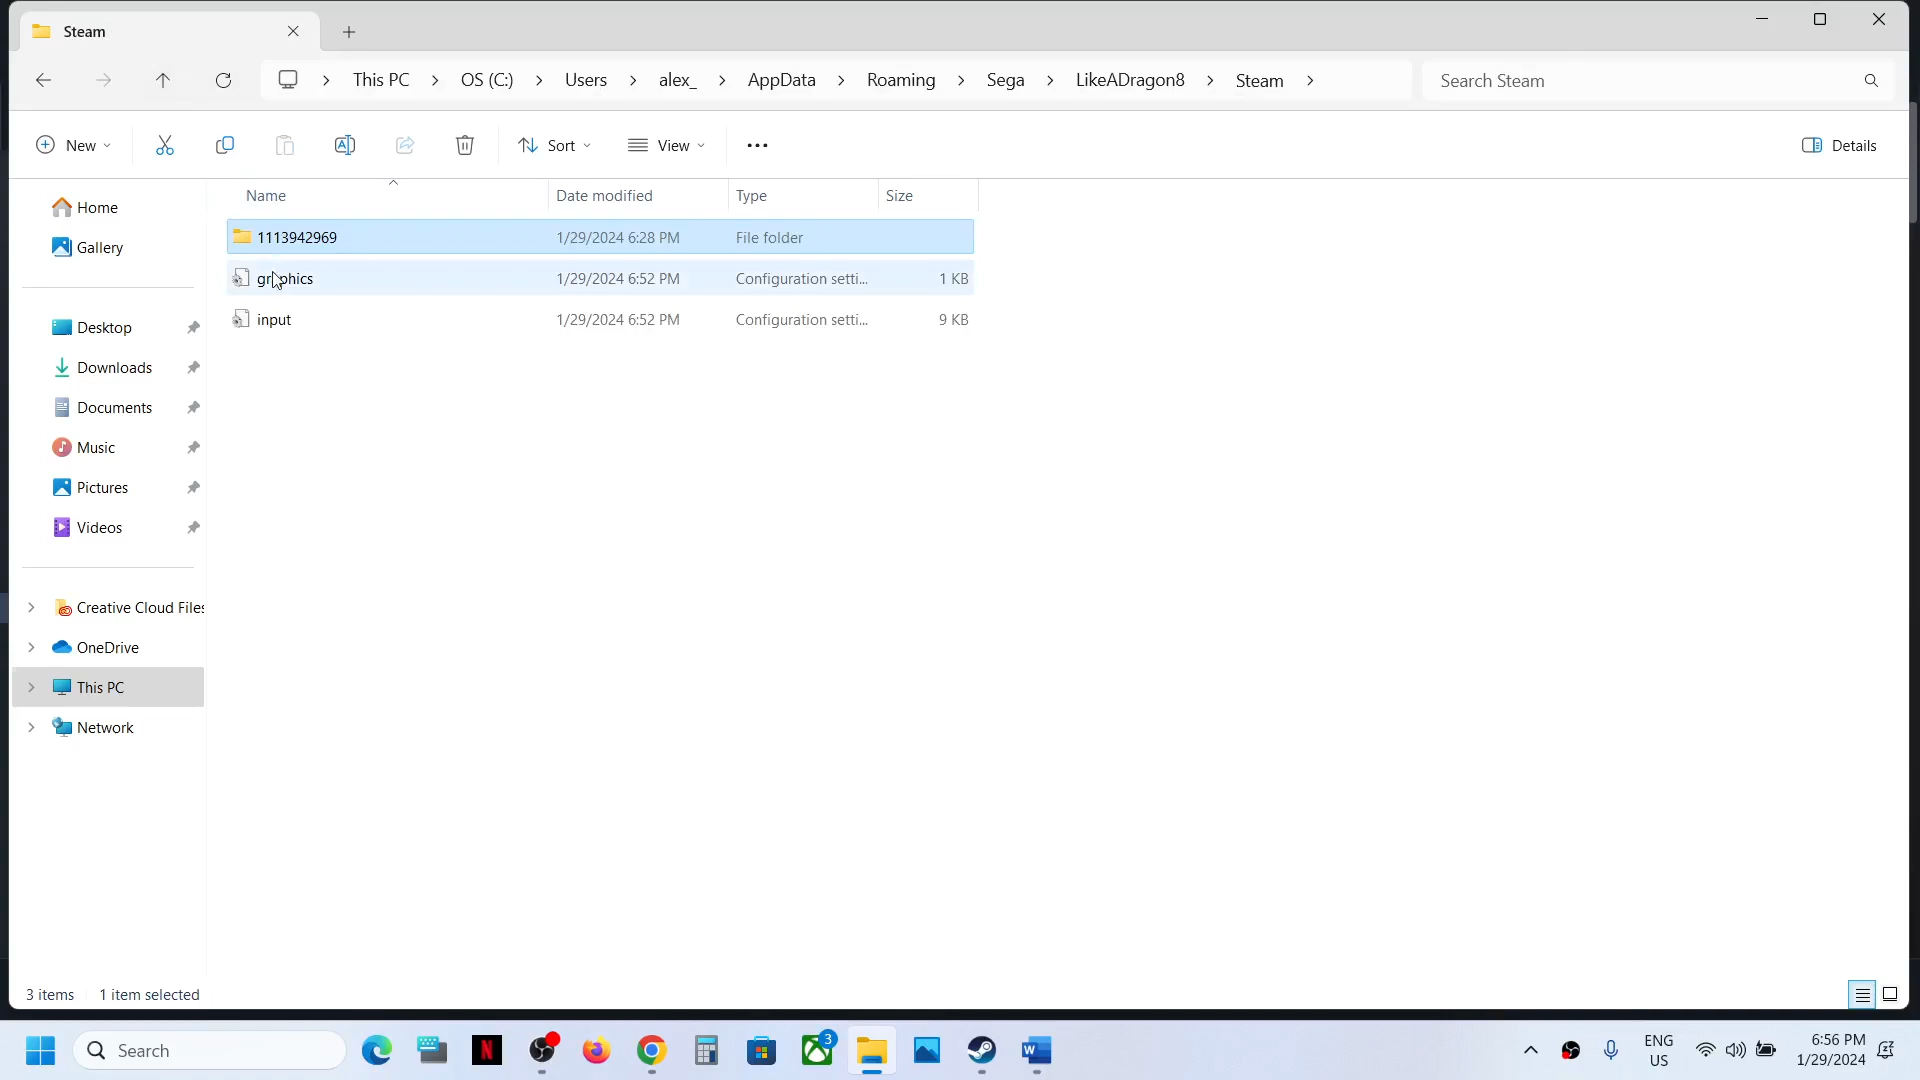 Steam
This PC
OS (C:)
Users
alex_
AppData
Roaming
Sega
LikeADragon8
Steam
Search Steam
New
Sort
View
Details
Name
Date modified
Type
Size
Home
Gallery
Desktop
Downloads
Documents
Music
Pictures
Videos
Creative Cloud Files
OneDrive
This PC
Network
1113942969 1/29/2024 6:28 PM File folder
graphics 1/29/2024 6:52 PM Configuration setti... 1 KB
input 1/29/2024 6:52 PM Configuration setti... 9 KB
3 items 1 item selected
Search
N
3
W
ENG
US
6:56 PM
1/29/2024